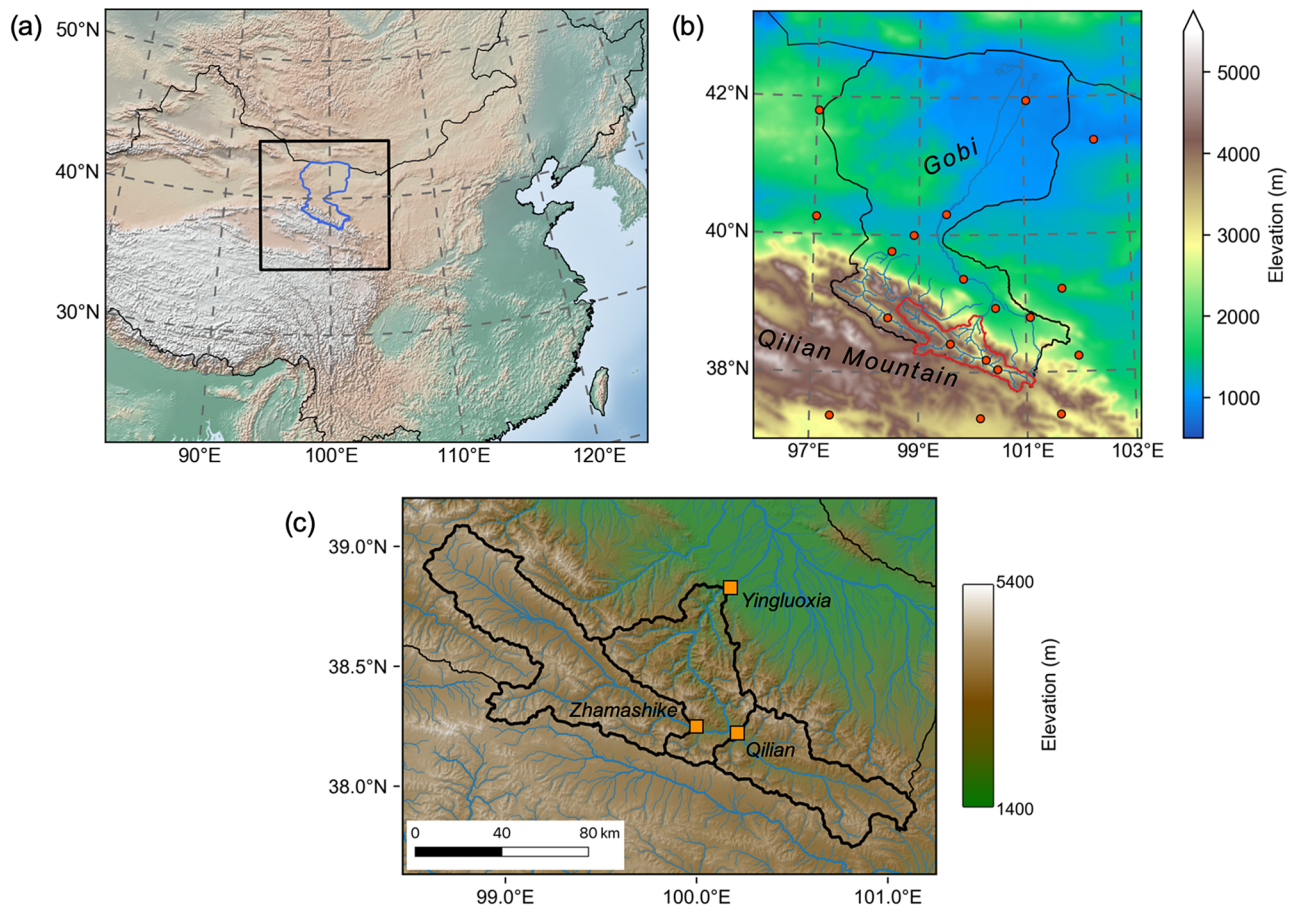 (a)
50°N
40°N
30°N
90°E
100°E
110°E
120°E
(b)
42°N
40°N
38°N
97°E
99°E
101°E
103°E
Gobi
Qilian Mountain
5000
4000
3000
2000
1000
Elevation (m)
(c)
39.0°N
38.5°N
38.0°N
99.0°E
100.0°E
101.0°E
Yingluoxia
Zhamashike
Qilian
0 40 80 km
5400
1400
Elevation (m)